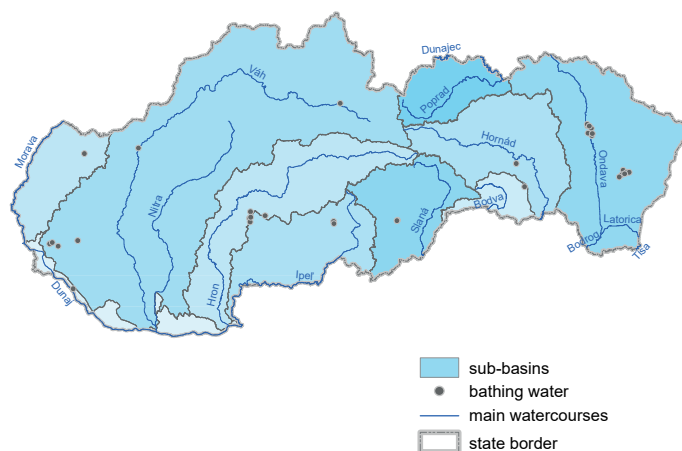 Dunajec
Váh
Poprad
Morava
Hornád
Ondava
Nitra
Slaná
Bodva
Latorica
Bodrog
Tisa
Ipeľ
Hron
Dunaj
sub-basins
bathing water
main watercourses
state border